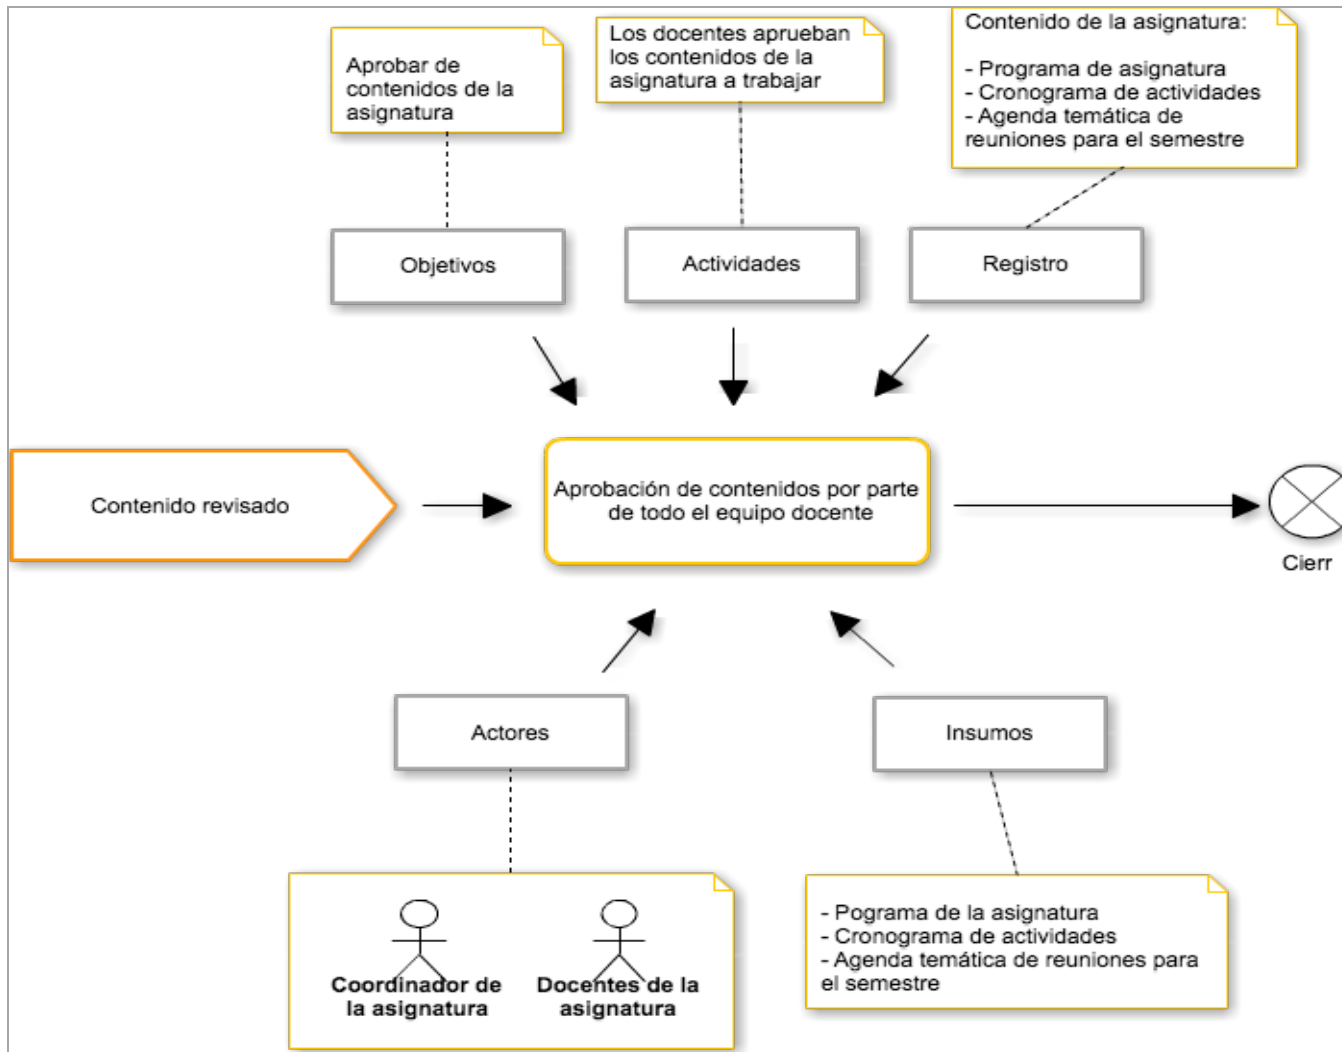 Aprobar de
contenidos de la
asignatura
Los docentes aprueban
los contenidos de la
asignatura a trabajar
Contenido de la asignatura:
- Programa de asignatura
- Cronograma de actividades
- Agenda temática de
reuniones para el semestre
Objetivos
Actividades
Registro
Contenido revisado
Aprobación de contenidos por parte
de todo el equipo docente
Cierr
Actores
Insumos
Coordinador de
la asignatura
Docentes de la
asignatura
- Pograma de la asignatura
- Cronograma de actividades
- Agenda temática de reuniones para
el semestre